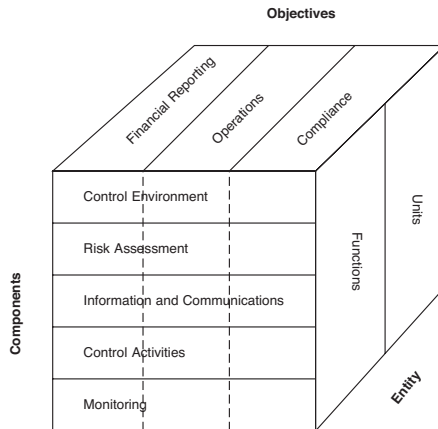 Objectives
Financial Reporting
Operations
Compliance
Control Environment
Risk Assessment
Information and Communications
Control Activities
Monitoring
Components
Functions
Units
Entity